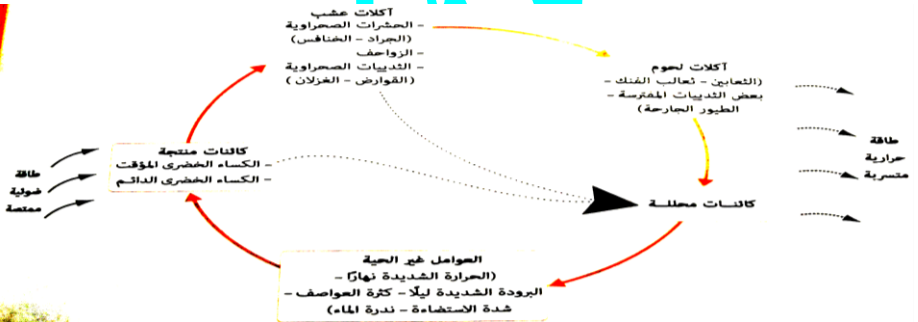 آكلات عشب
- الحشرات الصحراوية
(الجراد - الخنافس)
- الزواحف
- الثدييات الصحراوية
(القوارض - الغزلان)
آكلات لحوم
(الثعابين - ثعالب الفنك -
بعض الثدييات المفترسة -
الطيور الجارحة)
طاقة
حرارية
متسربة
كائنات منتجة
- الكساء الخضرى المؤقت
- الكساء الخضرى الدائم
طاقة
ضوئية
ممتصة
كائنات محللة
العوامل غير الحية
(الحرارة الشديدة نهارًا -
البرودة الشديدة ليلًا - كثرة العواصف -
شدة الاستضاءة - ندرة الماء)